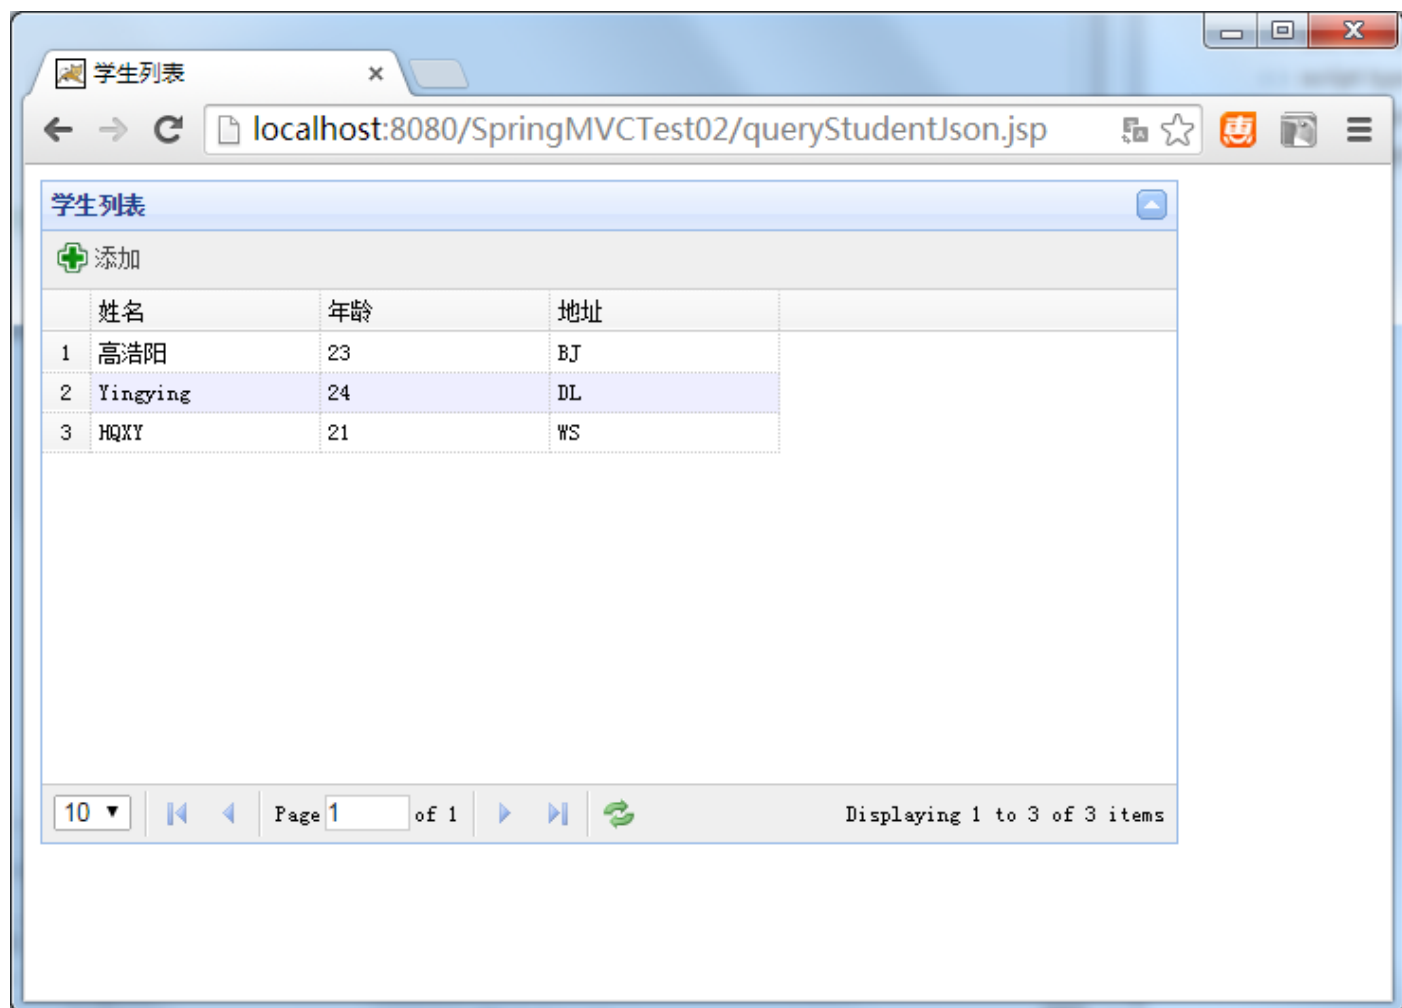 学生列表
localhost:8080/SpringMVCTest02/queryStudentJson.jsp
惠
学生列表
添加
姓名 年龄 地址
1 高浩阳 23 BJ
2 Yingying 24 DL
3 HQXY 21 WS
10 Page 1 of 1 Displaying 1 to 3 of 3 items